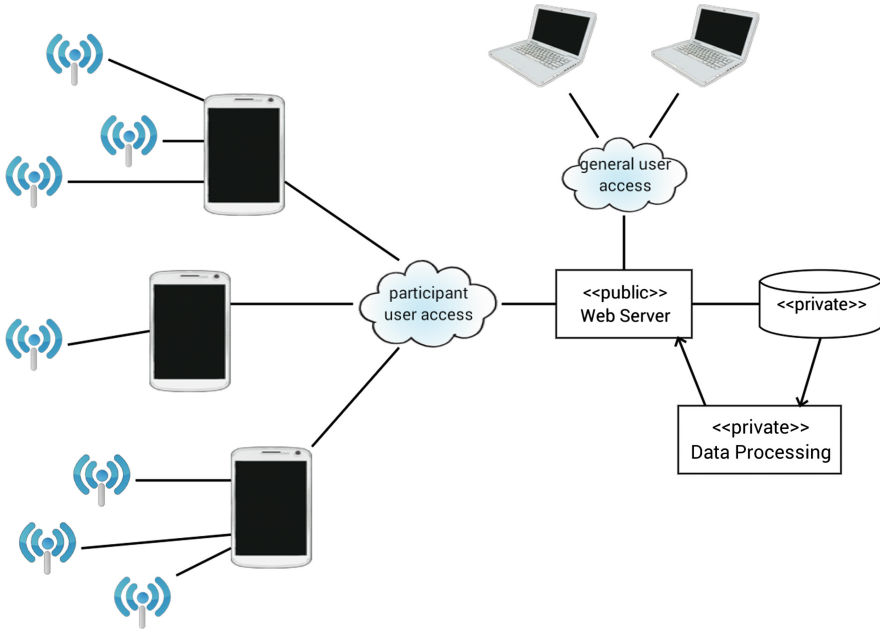 general user
access
participant
user access
<<public>>
Web Server
<<private>>
<<private>>
Data Processing